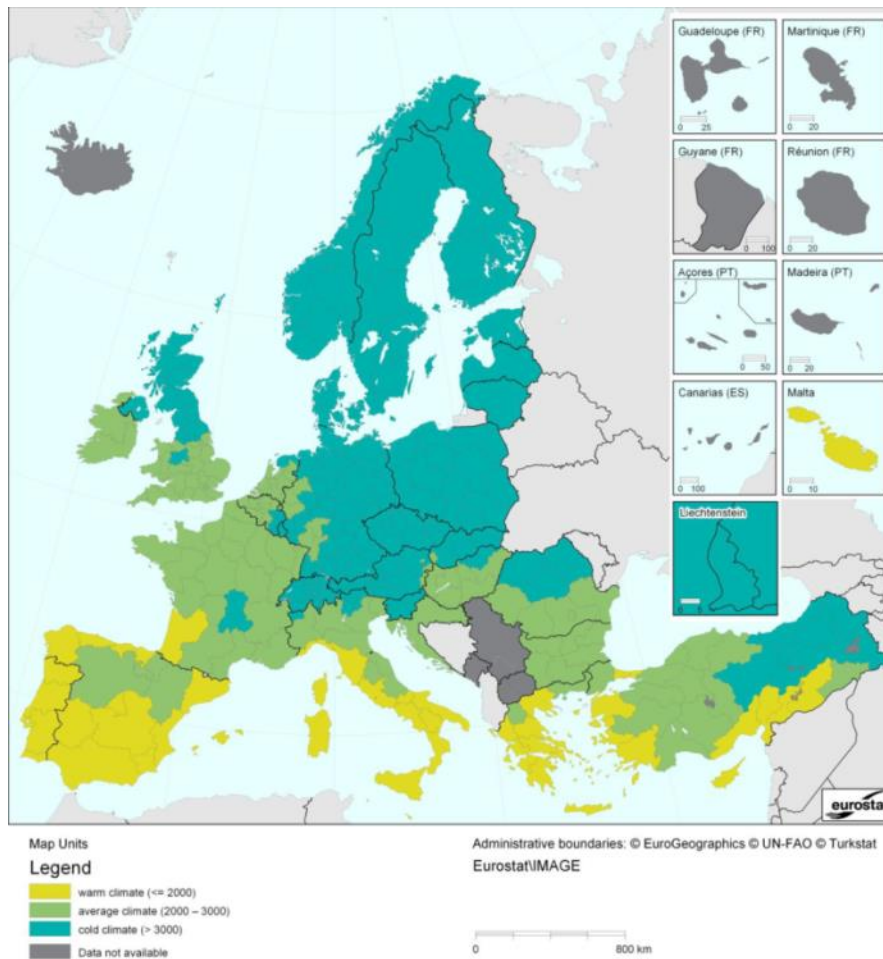 Guadeloupe (FR)
0 25
Martinique (FR)
0 20
Guyane (FR)
0 100
Réunion (FR)
0 20
Açores (PT)
0 50
Madeira (PT)
0 20
Canarias (ES)
0 100
Malta
0 10
Liechtenstein
eurostat
Map Units
Legend
warm climate (<= 2000)
average climate (2000 – 3000)
cold climate (> 3000)
Data not available
Administrative boundaries: © EuroGeographics © UN-FAO © Turkstat
Eurostat\IMAGE
0 800 km